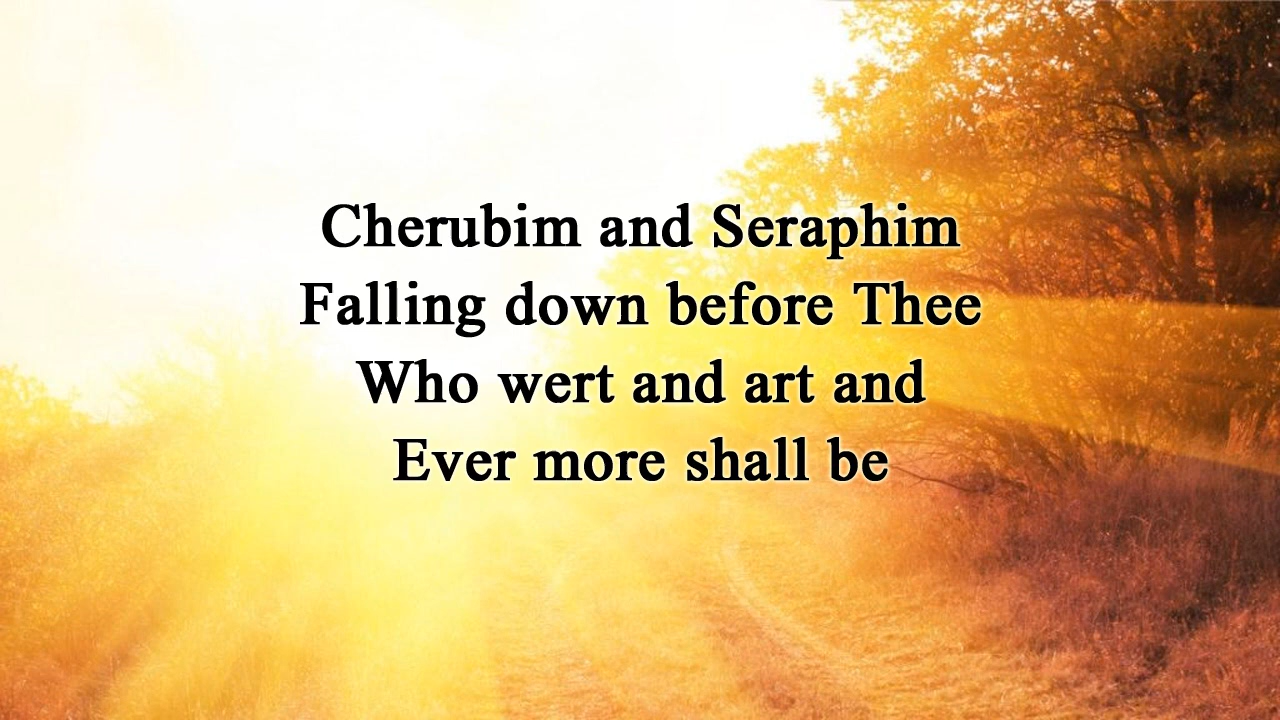 Cherubim and Seraphim
Falling down before Thee
Who wert and art and
Ever more shall be